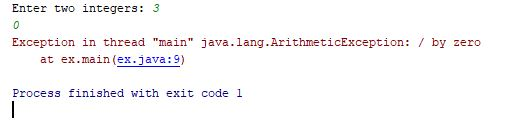 Enter two integers: 3
0
Exception in thread "main" java.lang.ArithmeticException: / by zero
at ex.main(ex.java:9)
Process finished with exit code 1